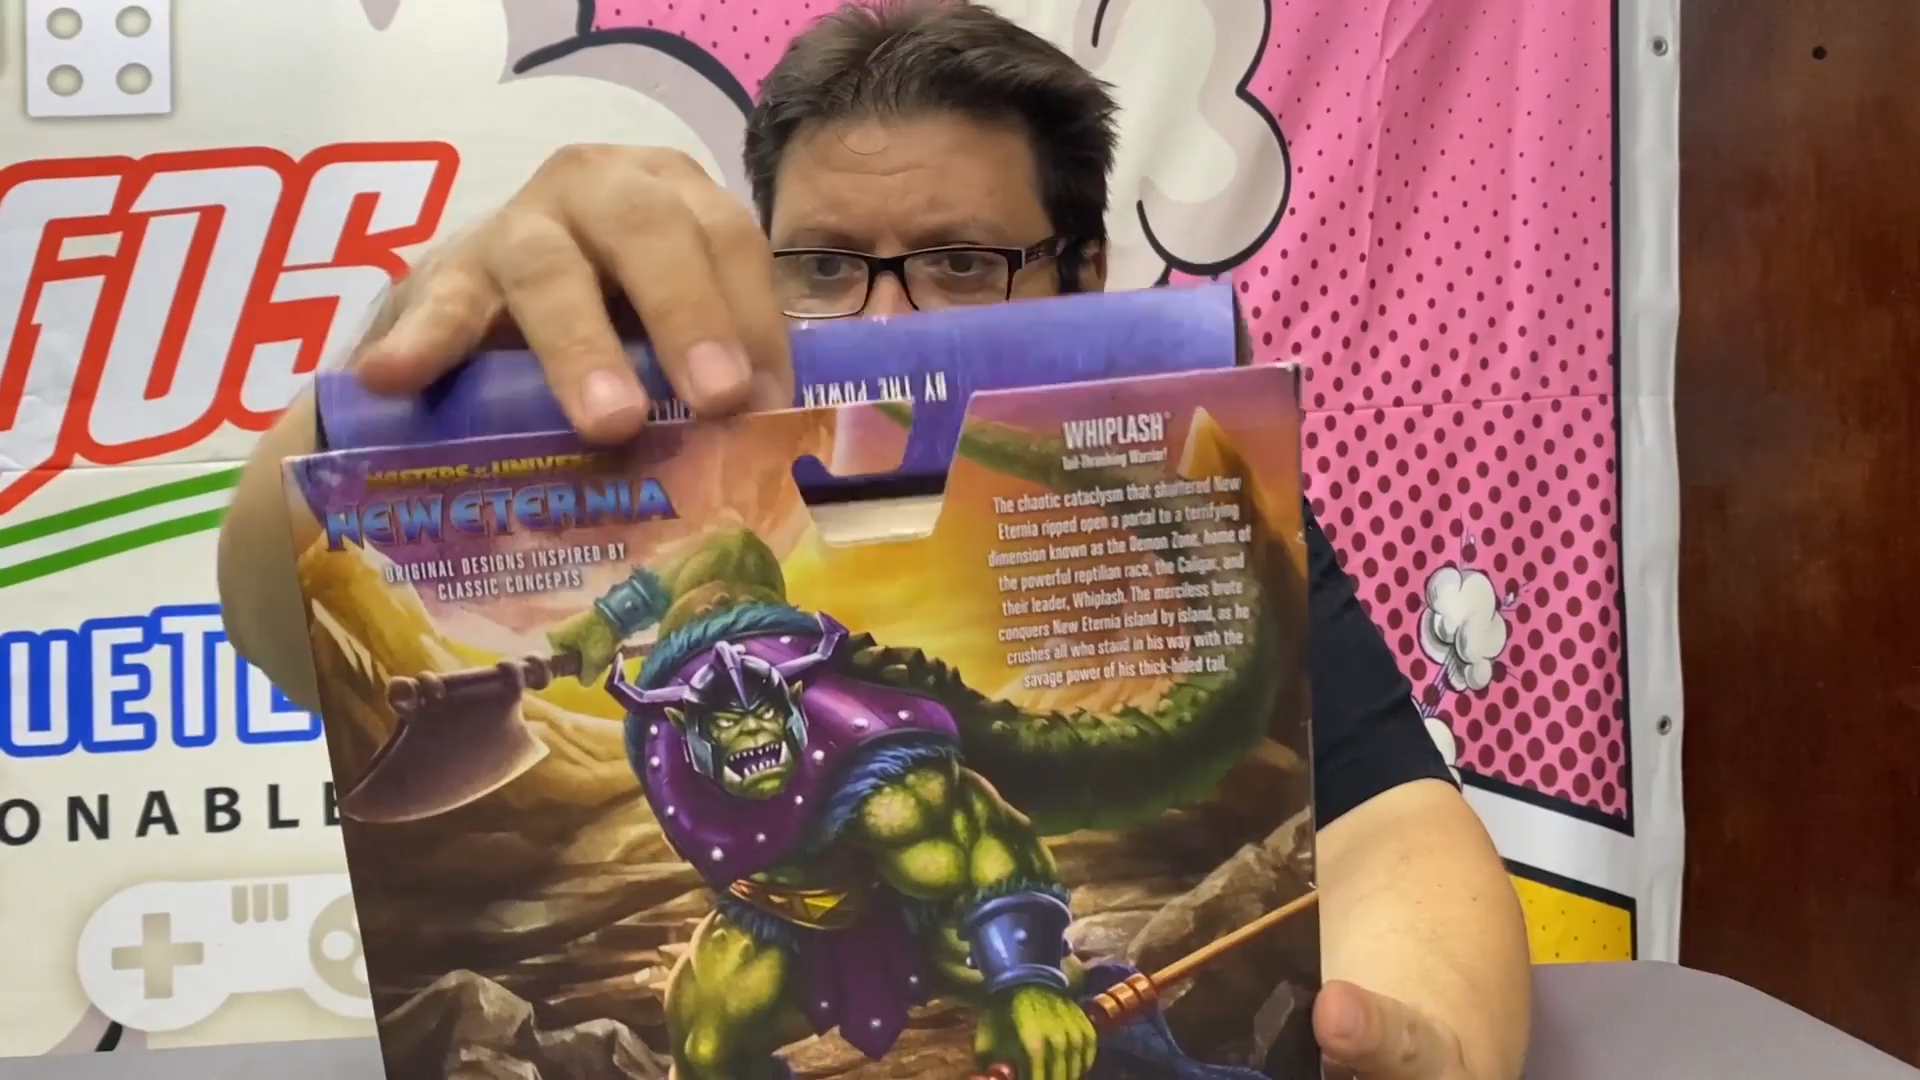 GOS
UETE
ONABLE
BY THE POWER
MASTERS OF THE UNIVERSE
NEW ETERNIA
ORIGINAL DESIGNS INSPIRED BY
CLASSIC CONCEPTS
WHIPLASH®
Tail-Thrashing Warrior!
The chaotic cataclysm that shattered New
Eternia ripped open a portal to a terrifying
dimension known as the Demon Zone, home of
the powerful reptilian race, the Caligar, and
their leader, Whiplash. The merciless brute
conquers New Eternia island by island, as he
crushes all who stand in his way with the
savage power of his thick-hided tail.